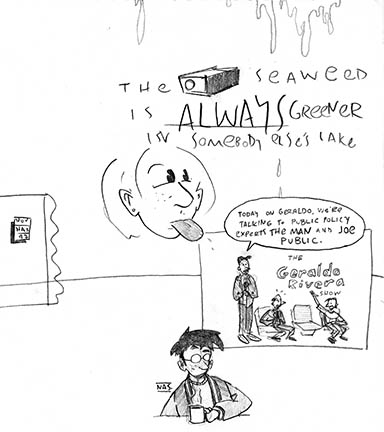 THE SEAWEED
IS ALWAYS GREENER
IN SOMEBODY ELSE'S LAKE
NOV
NAS
92
TODAY ON GERALDO, WE'RE
TALKING TO PUBLIC POLICY
EXPERTS THE MAN AND JOE
PUBLIC.
THE
Geraldo
Rivera
SHOW
NAS